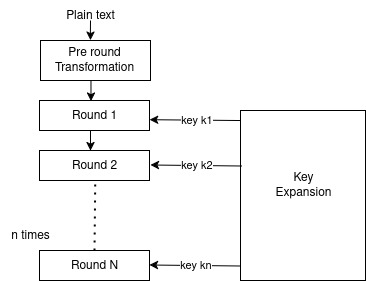 Plain text
Pre round
Transformation
Round 1
key k1
Round 2
key k2
Key
Expansion
n times
Round N
key kn